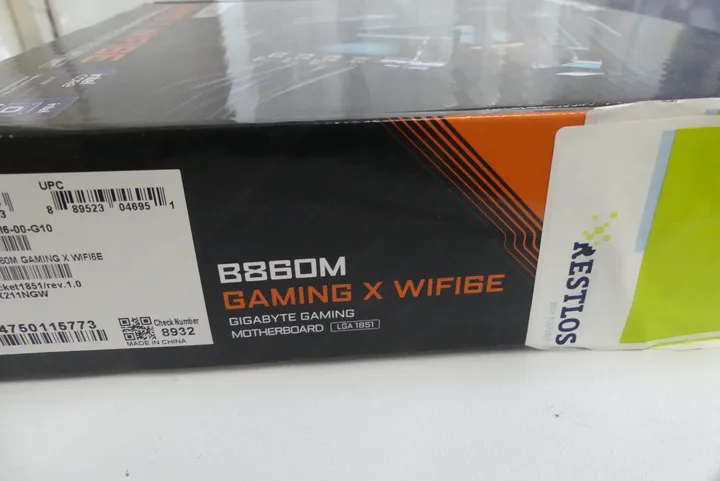 UPC
8 89523 04695 1
-00-G10
60M GAMING X WIFI6E
cket1851/rev.1.0
X211NGW
4750115773
Check Number
8932
MADE IN CHINA
B860M
GAMING X WIFI6E
GIGABYTE GAMING
MOTHERBOARD LGA 1851
RESTLOS